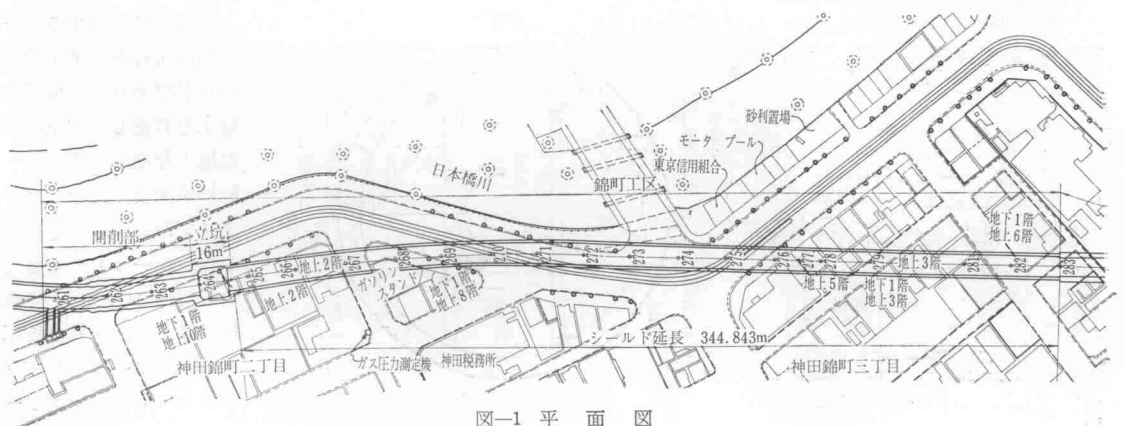 砂利置場
モータープール
東京信用組合
日本橋川
錦町工区
開削部
立坑
16m
地上2階
地上2階
ガソリン
スタンド
地下1階
地上10階
地下1階
地上5階
地下1階
地上3階
地上3階
地下1階
地上6階
261
262
263
264
265
266
267
268
269
270
271
272
273
274
275
276
277
278
279
281
282
283
シールド延長 344.843m
神田錦町二丁目
ガス圧力測定機
神田税務所
神田錦町三丁目
図—1 平面図